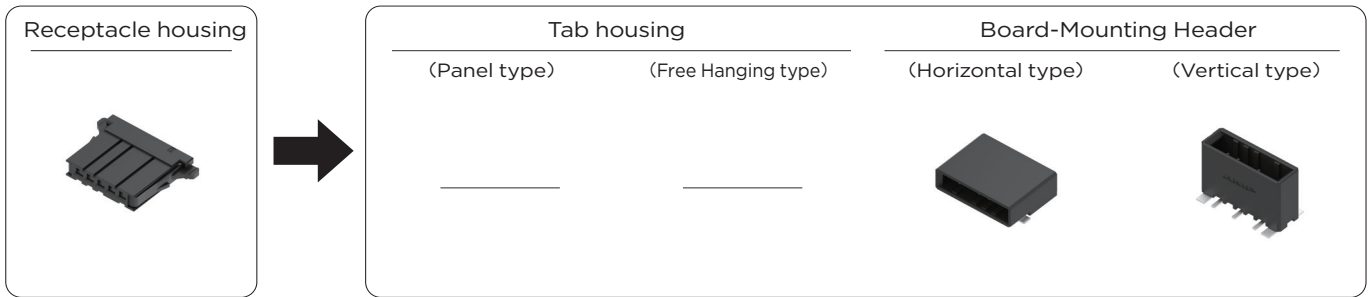 Receptacle housing
Tab housing
Board-Mounting Header
(Panel type)
(Free Hanging type)
(Horizontal type)
(Vertical type)